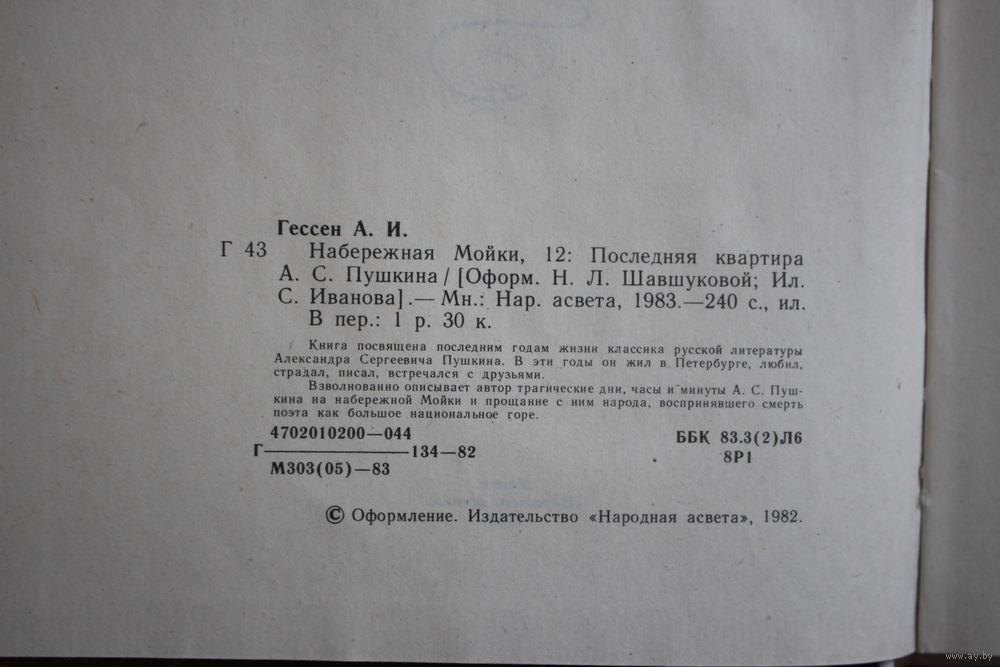 Гессен А. И.
Г 43 Набережная Мойки, 12: Последняя квартира
А. С. Пушкина/[Оформ. Н. Л. Шавшуковой; Ил.
С. Иванова].— Мн.: Нар. асвета, 1983.—240 с., ил.
В пер.: 1 р. 30 к.
Книга посвящена последним годам жизни классика русской литературы
Александра Сергеевича Пушкина. В эти годы он жил в Петербурге, любил,
страдал, писал, встречался с друзьями.
Взволнованно описывает автор трагические дни, часы и минуты А. С. Пуш-
кина на набережной Мойки и прощание с ним народа, воспринявшего смерть
поэта как большое национальное горе.
4702010200—044
Г———134—82
М303(05)—83
ББК 83.3(2)Л6
8Р1
© Оформление. Издательство «Народная асвета», 1982.
www.ay.by